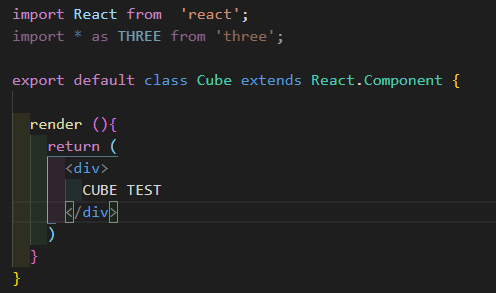 import React from  'react';
import * as THREE from 'three';

export default class Cube extends React.Component {

  render (){
    return (
      <div>
        CUBE TEST
      </div>
    )
  }
}